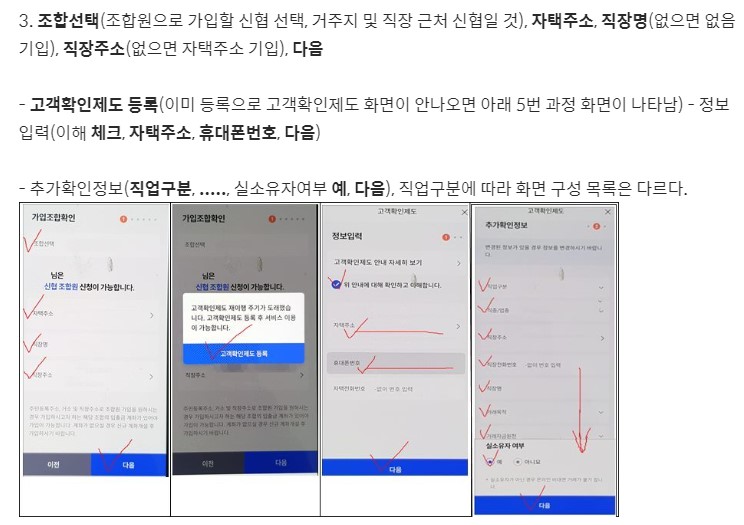 3. 조합선택(조합원으로 가입할 신협 선택, 거주지 및 직장 근처 신협일 것), 자택주소, 직장명(없으면 없음
기입), 직장주소(없으면 자택주소 기입), 다음
- 고객확인제도 등록(이미 등록으로 고객확인제도 화면이 안나오면 아래 5번 과정 화면이 나타남) - 정보
입력(이해 체크, 자택주소, 휴대폰번호, 다음)
- 추가확인정보(직업구분, ....., 실소유자여부 예, 다음), 직업구분에 따라 화면 구성 목록은 다르다.
가입조합확인
조합선택
님은
신협 조합원 신청이 가능합니다.
자택주소
직장명
직장주소
이전
다음
가입조합확인
조합선택
님은
신협 조합원 신청이 가능합니다.
고객확인제도 재이행 주기가 도래했습
니다. 고객확인제도 등록 후 서비스 이용
이 가능합니다.
고객확인제도 등록
직장주소
이전
다음
고객확인제도
정보입력
고객확인제도 안내 자세히 보기
위 안내에 대해 확인하고 이해합니다.
자택주소
휴대폰번호
자택전화번호
다음
고객확인제도
추가확인정보
직업구분
직장주소
직장전화번호
직장명
거래목적
거래자금원천
실소유자 여부
예
아니오
다음